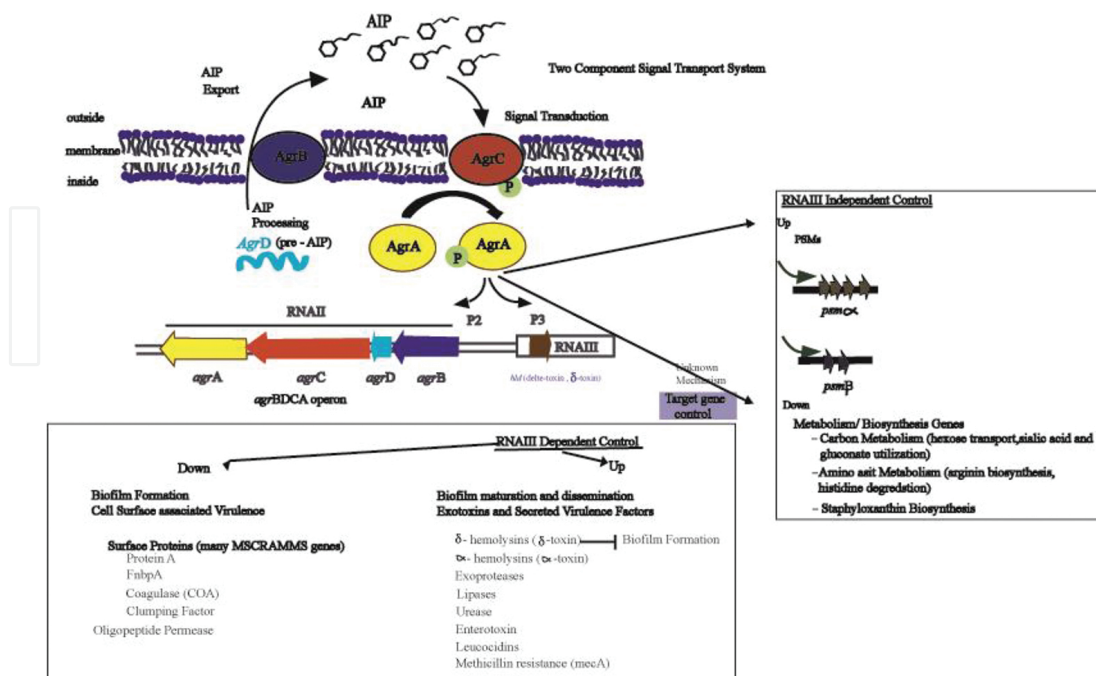 AIP
AIP
Export
Two Component Signal Transport System
AIP
outside
Signal Transduction
membrane
AgrB
AgrC
inside
P
AIP
Processing
AgrD (pre - AIP)
AgrA
P
AgrA
RNAII
P2
P3
RNAIII
agrA
agrC
agrD
agrB
(delte-toxin , δ-toxin)
agrBDCA operon
Unknown
Mechanism
Target gene
control
RNAIII Independent Control
Up
PSMs
psmα
psmβ
Down
Metabolism/ Biosynthesis Genes
- Carbon Metabolism (hexose transport,sialic acid and
gluconate utilization)
-Amino asit Metabolism (arginin biosynthesis,
histidine degredstion)
- Staphyloxanthin Biosynthesis
RNAIII Dependent Control
Down
Up
Biofilm Formation
Cell Surface assaciated Virulence
Surface Proteins (many MSCRAMMS genes)
Protein A
FnbpA
Coagulase (COA)
Clumping Factor
Oligopeptide Permease
Biofilm maturation and dissemination
Exotoxins and Secreted Virulence Factors
δ- hemolysins (δ-toxin)
Biofilm Formation
α- hemolysins (α-toxin)
Exoproteases
Lipases
Urease
Enterotoxin
Leucocidins
Methicillin resistance (mecA)